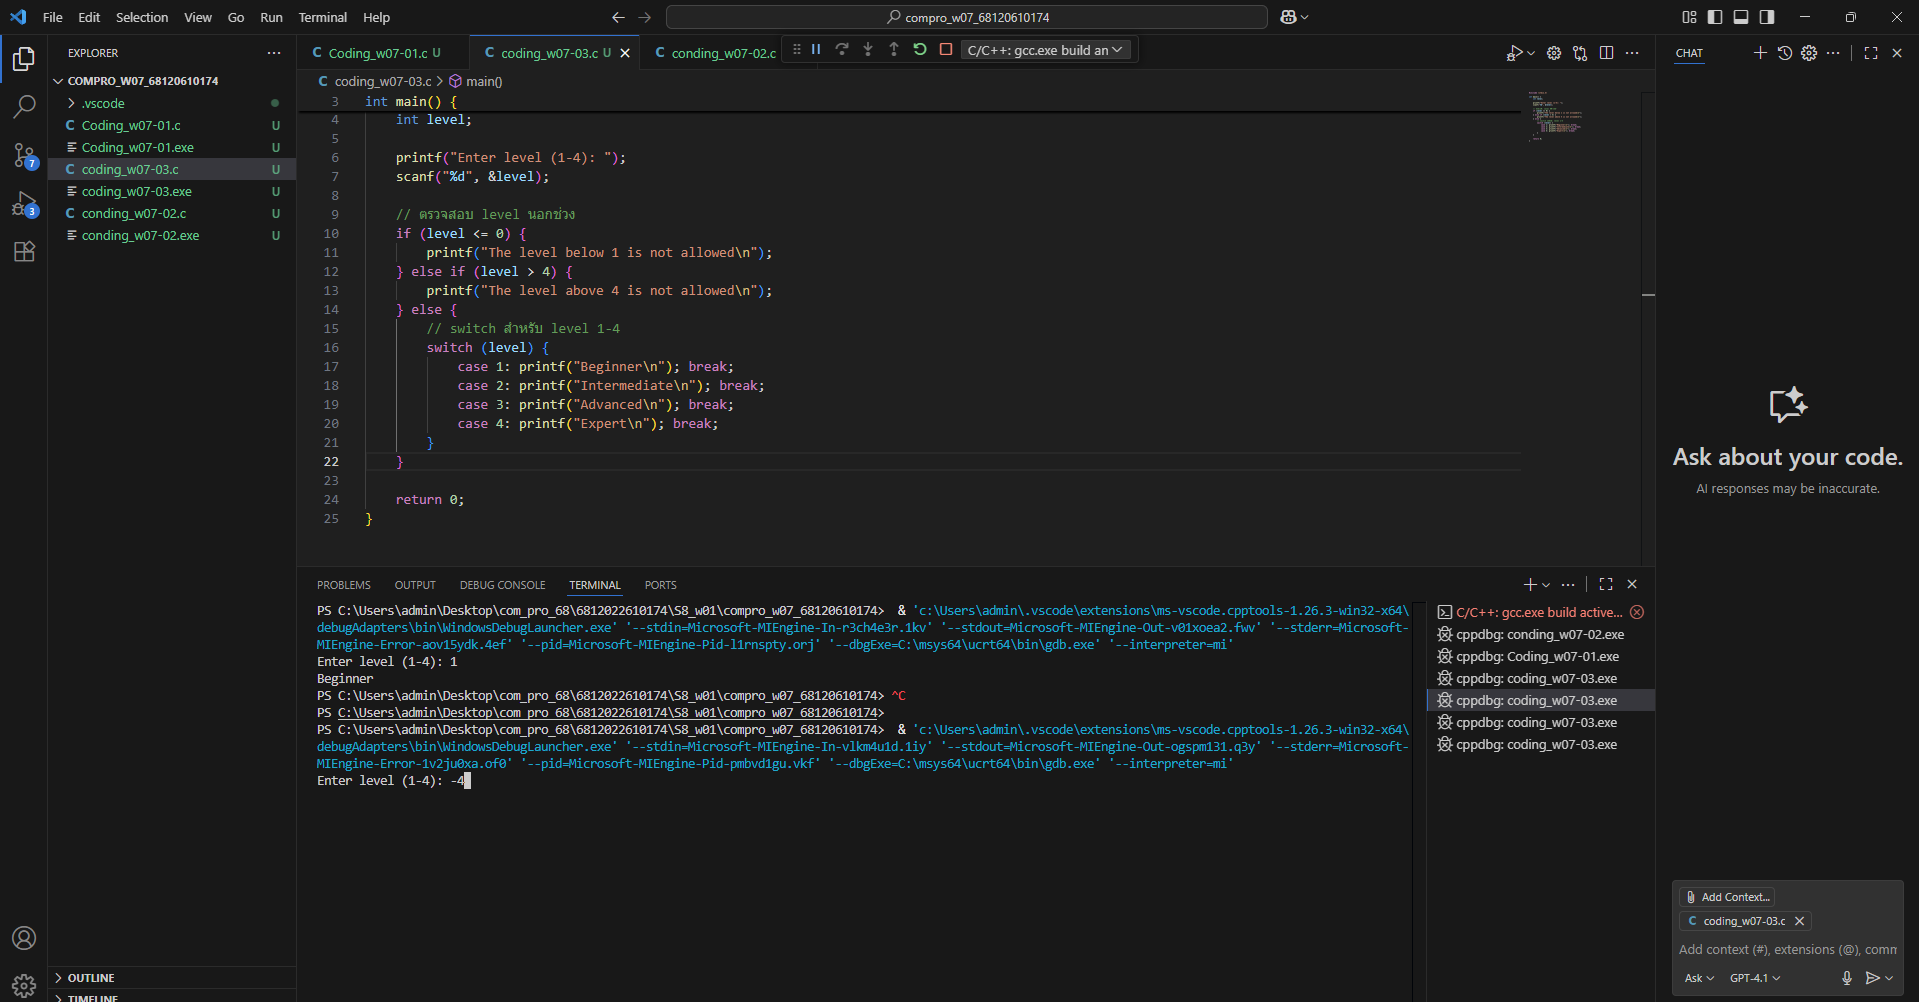 File Edit Selection View Go Run Terminal Help
compro_w07_68120610174
EXPLORER
COMPRO_W07_68120610174
.vscode
Coding_w07-01.c U
Coding_w07-01.exe U
coding_w07-03.c U
coding_w07-03.exe U
conding_w07-02.c U
conding_w07-02.exe U
7
3
OUTLINE
TIMELINE
Coding_w07-01.c U
coding_w07-03.c U
conding_w07-02.c
C/C++: gcc.exe build an
coding_w07-03.c > main()
3 int main() {
4 int level;
5
6 printf("Enter level (1-4): ");
7 scanf("%d", &level);
8
9 // ตรวจสอบ level นอกช่วง
10 if (level <= 0) {
11 printf("The level below 1 is not allowed\n");
12 } else if (level > 4) {
13 printf("The level above 4 is not allowed\n");
14 } else {
15 // switch สำหรับ level 1-4
16 switch (level) {
17 case 1: printf("Beginner\n"); break;
18 case 2: printf("Intermediate\n"); break;
19 case 3: printf("Advanced\n"); break;
20 case 4: printf("Expert\n"); break;
21 }
22 }
23
24 return 0;
25 }
PROBLEMS OUTPUT DEBUG CONSOLE TERMINAL PORTS
PS C:\Users\admin\Desktop\com_pro_68\6812022610174\S8_w01\compro_w07_68120610174> & 'c:\Users\admin\.vscode\extensions\ms-vscode.cpptools-1.26.3-win32-x64\
debugAdapters\bin\WindowsDebugLauncher.exe' '--stdin=Microsoft-MIEngine-In-r3ch4e3r.1kv' '--stdout=Microsoft-MIEngine-Out-v01xoea2.fwv' '--stderr=Microsoft-
MIEngine-Error-aov15ydk.4ef' '--pid=Microsoft-MIEngine-Pid-l1rnspty.orj' '--dbgExe=C:\msys64\ucrt64\bin\gdb.exe' '--interpreter=mi'
Enter level (1-4): 1
Beginner
PS C:\Users\admin\Desktop\com_pro_68\6812022610174\S8_w01\compro_w07_68120610174> ^C
PS C:\Users\admin\Desktop\com_pro_68\6812022610174\S8_w01\compro_w07_68120610174>
PS C:\Users\admin\Desktop\com_pro_68\6812022610174\S8_w01\compro_w07_68120610174> & 'c:\Users\admin\.vscode\extensions\ms-vscode.cpptools-1.26.3-win32-x64\
debugAdapters\bin\WindowsDebugLauncher.exe' '--stdin=Microsoft-MIEngine-In-vlkm4u1d.1iy' '--stdout=Microsoft-MIEngine-Out-ogspm131.q3y' '--stderr=Microsoft-
MIEngine-Error-1v2ju0xa.of0' '--pid=Microsoft-MIEngine-Pid-pmbvd1gu.vkf' '--dbgExe=C:\msys64\ucrt64\bin\gdb.exe' '--interpreter=mi'
Enter level (1-4): -4
C/C++: gcc.exe build active...
cppdbg: conding_w07-02.exe
cppdbg: Coding_w07-01.exe
cppdbg: coding_w07-03.exe
cppdbg: coding_w07-03.exe
cppdbg: coding_w07-03.exe
cppdbg: coding_w07-03.exe
CHAT
Ask about your code.
AI responses may be inaccurate.
Add Context...
coding_w07-03.c
Add context (#), extensions (@), comm
Ask GPT-4.1